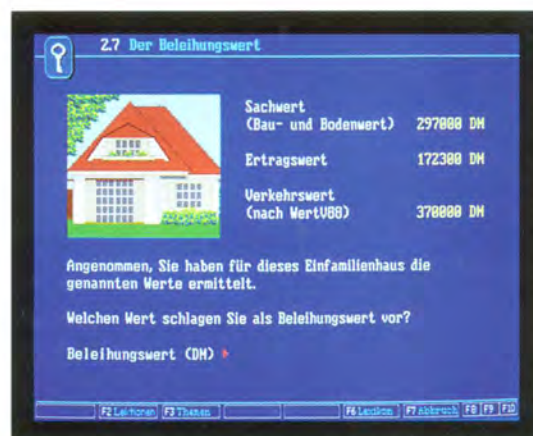 2.7 Der Beleihungswert
Sachwert
(Bau- und Bodenwert) 297000 DM
Ertragswert 172300 DM
Verkehrswert
(nach WertV88) 370000 DM
Angenommen, Sie haben für dieses Einfamilienhaus die
genannten Werte ermittelt.
Welchen Wert schlagen Sie als Beleihungswert vor?
Beleihungswert (DM)
F2 Lektionen F3 Themen F6 Lexikon F7 Abbruch F8 F9 F10